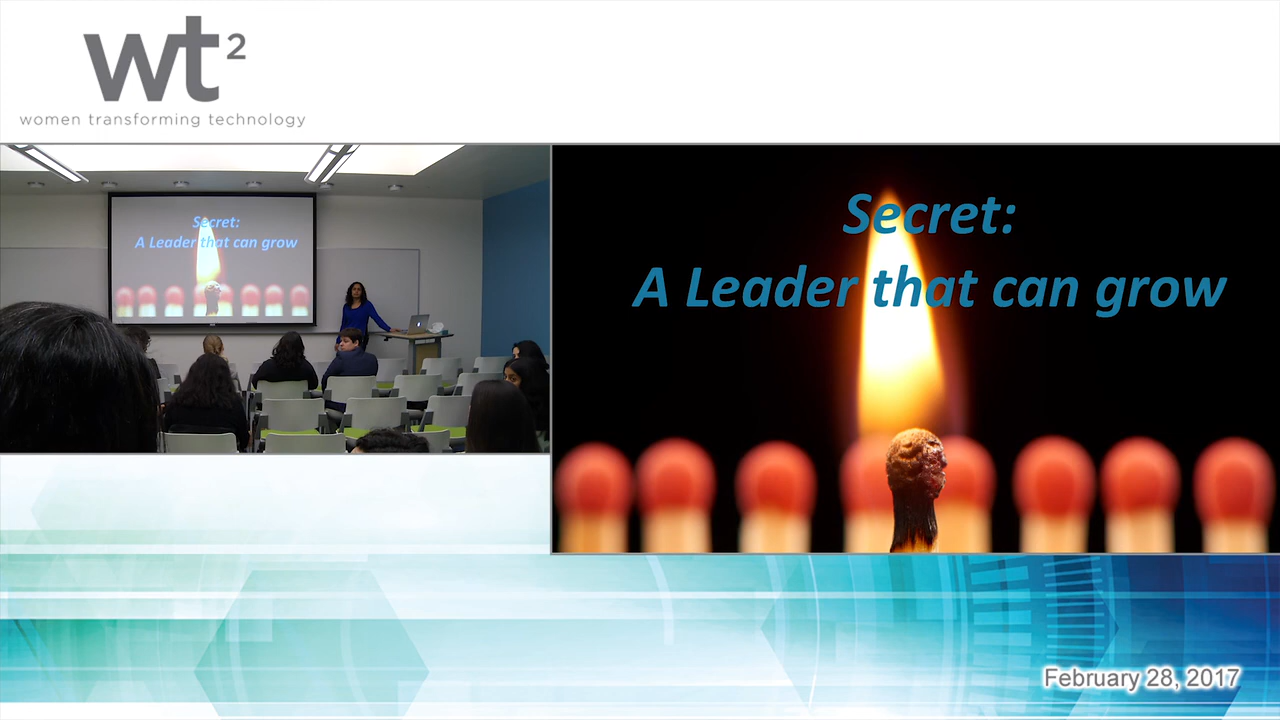 wt2
women transforming technology
Secret:
A Leader that can grow
Secret:
A Leader that can grow
February 28, 2017